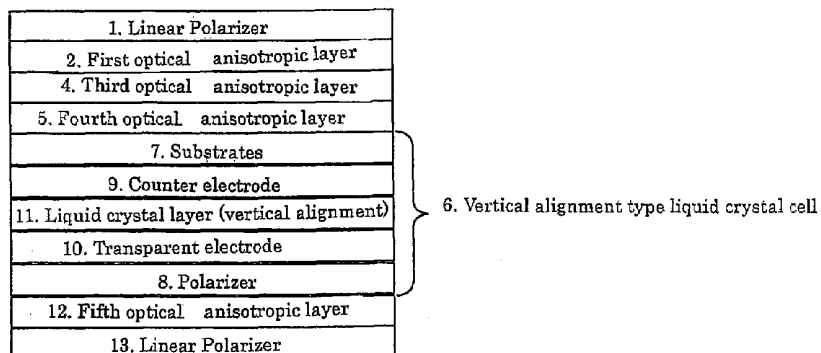 1. Linear Polarizer
2. First optical anisotropic layer
4. Third optical anisotropic layer
5. Fourth optical anisotropic layer
7. Substrates
9. Counter electrode
11. Liquid crystal layer (vertical alignment)
10. Transparent electrode
8. Polarizer
12. Fifth optical anisotropic layer
13. Linear Polarizer
6. Vertical alignment type liquid crystal cell